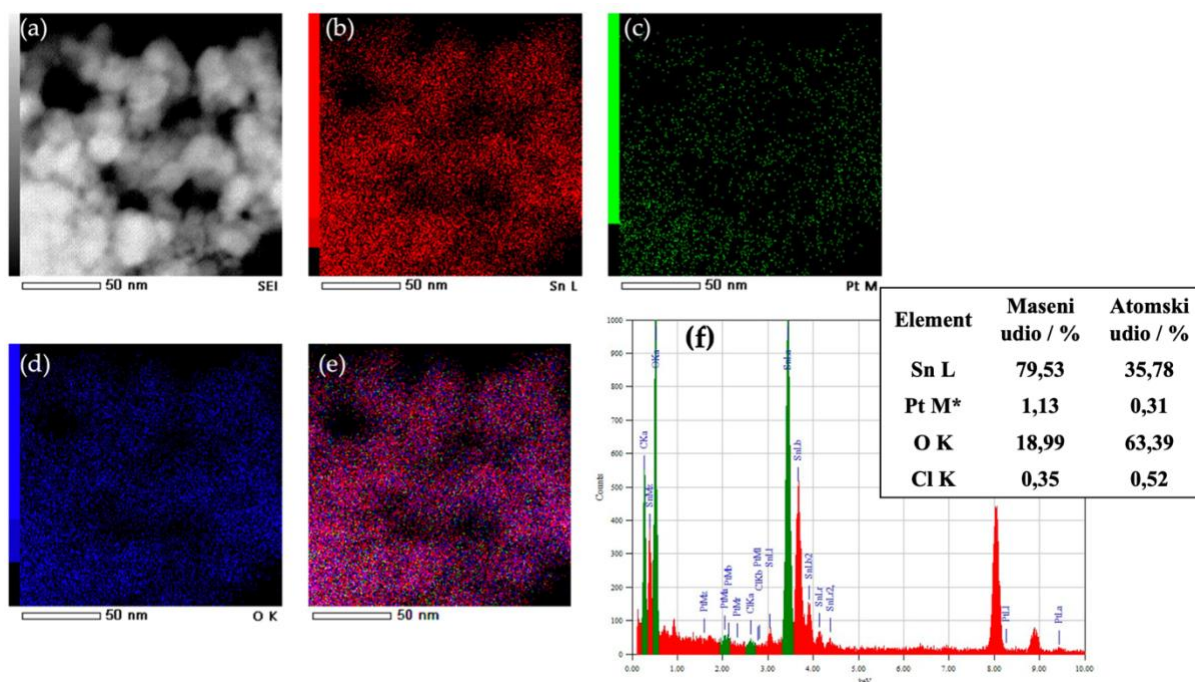 (a)
50 nm
SEI
(b)
50 nm
Sn L
(c)
50 nm
Pt M
(d)
50 nm
O K
(e)
50 nm
(f)
Counts
1000
900
800
700
600
500
400
300
200
100
0
CKa
OKa
SnMz
PtMz
PtMa
PtMb
PtMr
ClKa
ClKb
PtMl
SnLl
SnLa
SnLb
SnLb2
SnLr
SnLr2,
PtLl
PtLa
0.00 1.00 2.00 3.00 4.00 5.00 6.00 7.00 8.00 9.00 10.00
Element Maseni udio / % Atomski udio / %
Sn L 79,53 35,78
Pt M* 1,13 0,31
O K 18,99 63,39
Cl K 0,35 0,52